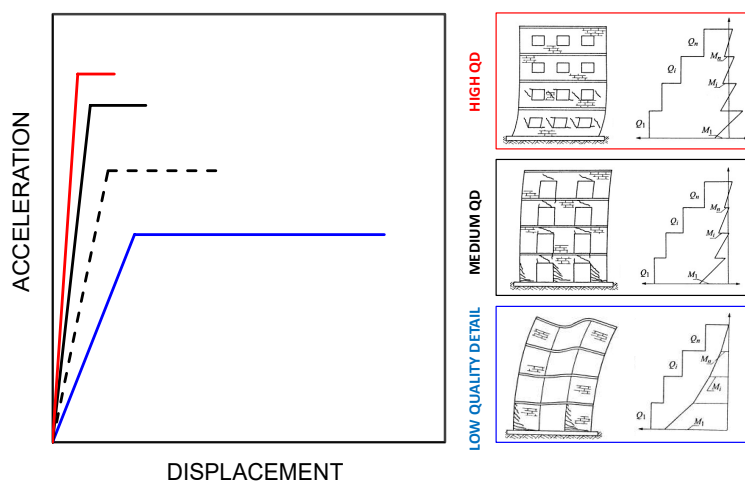 ACCELERATION
DISPLACEMENT
HIGH QD
Qn
Qi
Q1
Mn
Mi
M1
MEDIUM QD
Qn
Qi
Q1
Mn
Mi
M1
LOW QUALITY DETAIL
Qn
Qi
Q1
Mn
Mi
M1